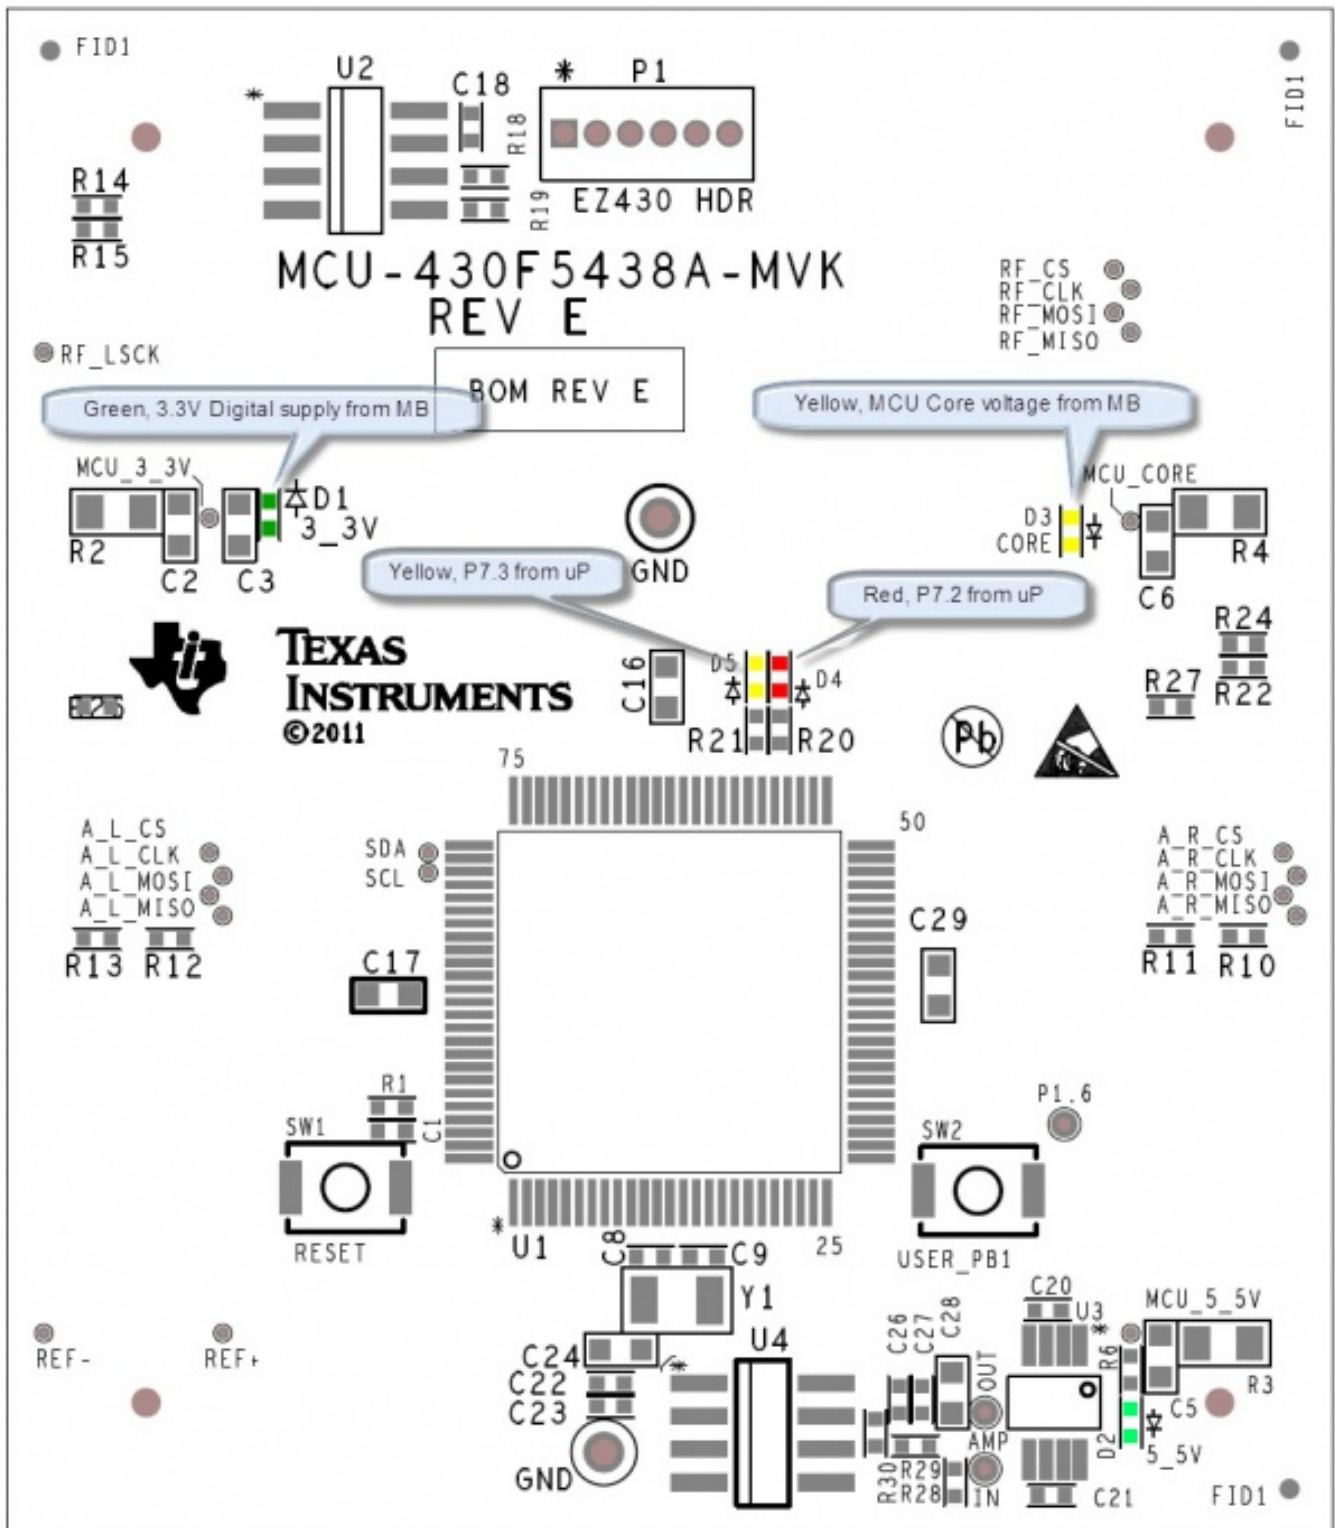 FID1
U2
C18
* P1
FID1
*
R18
R14
R15
R19
EZ430 HDR
MCU-430F5438A-MVK
REV E
RF_CS
RF_CLK
RF_MOSI
RF_MISO
RF_LSCK
BOM REV E
Green, 3.3V Digital supply from MB
Yellow, MCU Core voltage from MB
MCU_3_3V
D1
3_3V
MCU_CORE
D3
CORE
R2
C2
C3
GND
R4
C6
Yellow, P7.3 from uP
Red, P7.2 from uP
TEXAS
INSTRUMENTS
©2011
C16
D5
D4
R21
R20
Pb
R24
R22
R27
75
50
A_L_CS
A_L_CLK
A_L_MOSI
A_L_MISO
SDA
SCL
A_R_CS
A_R_CLK
A_R_MOSI
A_R_MISO
R13
R12
C17
C29
R11
R10
R1
C1
SW1
RESET
P1.6
SW2
USER_PB1
*
U1
25
C8
C9
Y1
C20
U3
*
MCU_5_5V
REF-
REF+
C24
C22
C23
GND
*
U4
C26
C27
C28
OUT
AMP
IN
R30
R29
R28
R6
R3
C5
D2
5_5V
C21
FID1